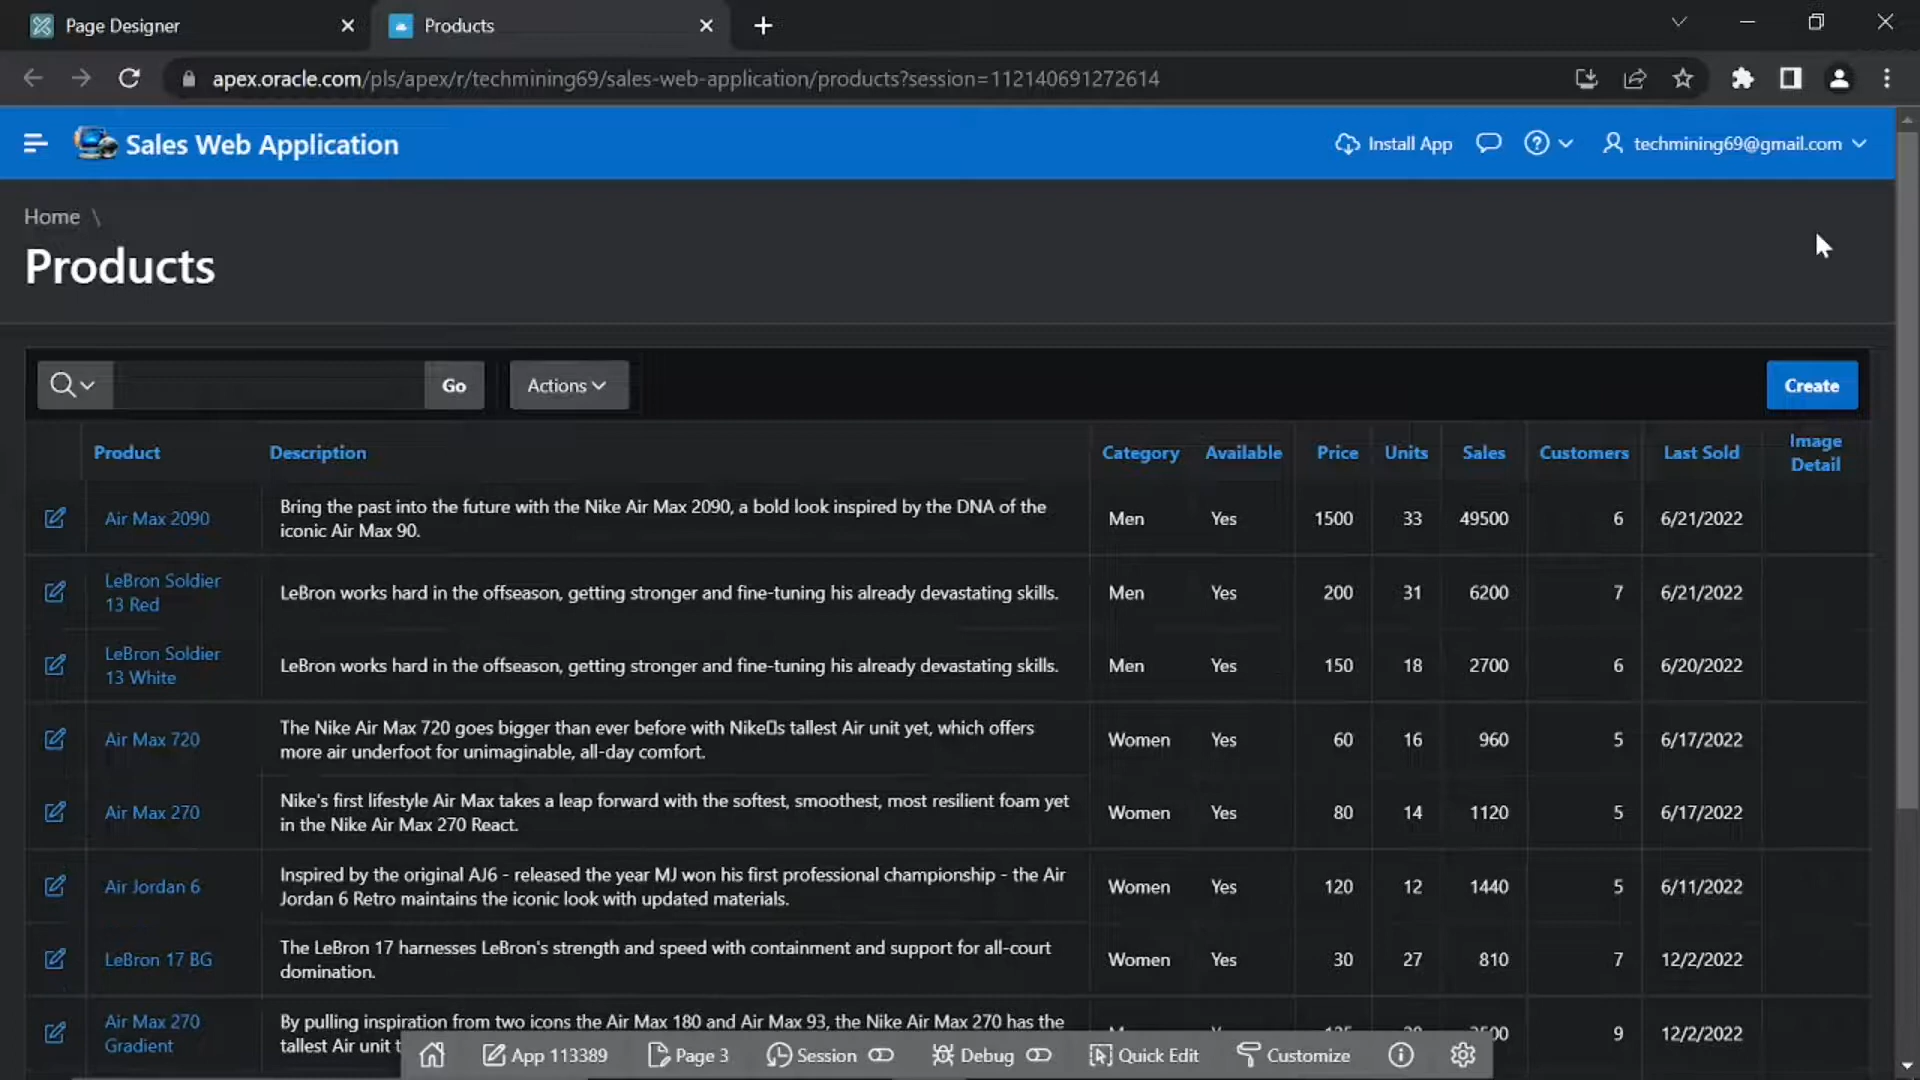 Page Designer
Products
apex.oracle.com/pls/apex/r/techmining69/sales-web-application/products?session=112140691272614
Sales Web Application
Install App
techmining69@gmail.com
Home \
Products
Go
Actions
Create
Product Description Category Available Price Units Sales Customers Last Sold Image
Detail
Air Max 2090 Bring the past into the future with the Nike Air Max 2090, a bold look inspired by the DNA of the
iconic Air Max 90. Men Yes 1500 33 49500 6 6/21/2022
LeBron Soldier
13 Red LeBron works hard in the offseason, getting stronger and fine-tuning his already devastating skills. Men Yes 200 31 6200 7 6/21/2022
LeBron Soldier
13 White LeBron works hard in the offseason, getting stronger and fine-tuning his already devastating skills. Men Yes 150 18 2700 6 6/20/2022
Air Max 720 The Nike Air Max 720 goes bigger than ever before with Nike▯s tallest Air unit yet, which offers
more air underfoot for unimaginable, all-day comfort. Women Yes 60 16 960 5 6/17/2022
Air Max 270 Nike's first lifestyle Air Max takes a leap forward with the softest, smoothest, most resilient foam yet
in the Nike Air Max 270 React. Women Yes 80 14 1120 5 6/17/2022
Air Jordan 6 Inspired by the original AJ6 - released the year MJ won his first professional championship - the Air
Jordan 6 Retro maintains the iconic look with updated materials. Women Yes 120 12 1440 5 6/11/2022
LeBron 17 BG The LeBron 17 harnesses LeBron's strength and speed with containment and support for all-court
domination. Women Yes 30 27 810 7 12/2/2022
Air Max 270
Gradient By pulling inspiration from two icons the Air Max 180 and Air Max 93, the Nike Air Max 270 has the
tallest Air unit 9 12/2/2022
App 113389 Page 3 Session Debug Quick Edit Customize